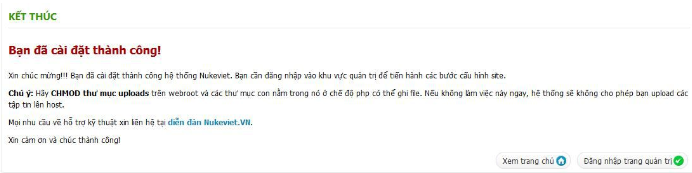 KẾT THÚC
Bạn đã cài đặt thành công!
Xin chúc mừng!!! Bạn đã cài đặt thành công hệ thống Nukeviet. Bạn cần đăng nhập vào khu vực quản trị để tiến hành các bước cấu hình site.
Chú ý: Hãy CHMOD thư mục uploads trên webroot và các thư mục con nằm trong nó ở chế độ php có thể ghi file. Nếu không làm việc này ngay, hệ thống sẽ không cho phép bạn upload các
tập tin lên host.
Mọi nhu cầu về hỗ trợ kỹ thuật xin liên hệ tại diễn đàn Nukeviet.VN.
Xin cảm ơn và chúc thành công!
Xem trang chủ Đăng nhập trang quản trị